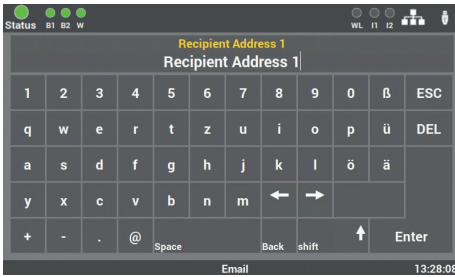 Status B1 B2 W WL I1 I2
Recipient Address 1
Recipient Address 1
1 2 3 4 5 6 7 8 9 0 ß ESC
q w e r t z u i o p ü DEL
a s d f g h j k l ö ä
y x c v b n m ← →
+ - . @ Space Back shift ↑ Enter
Email 13:28:08